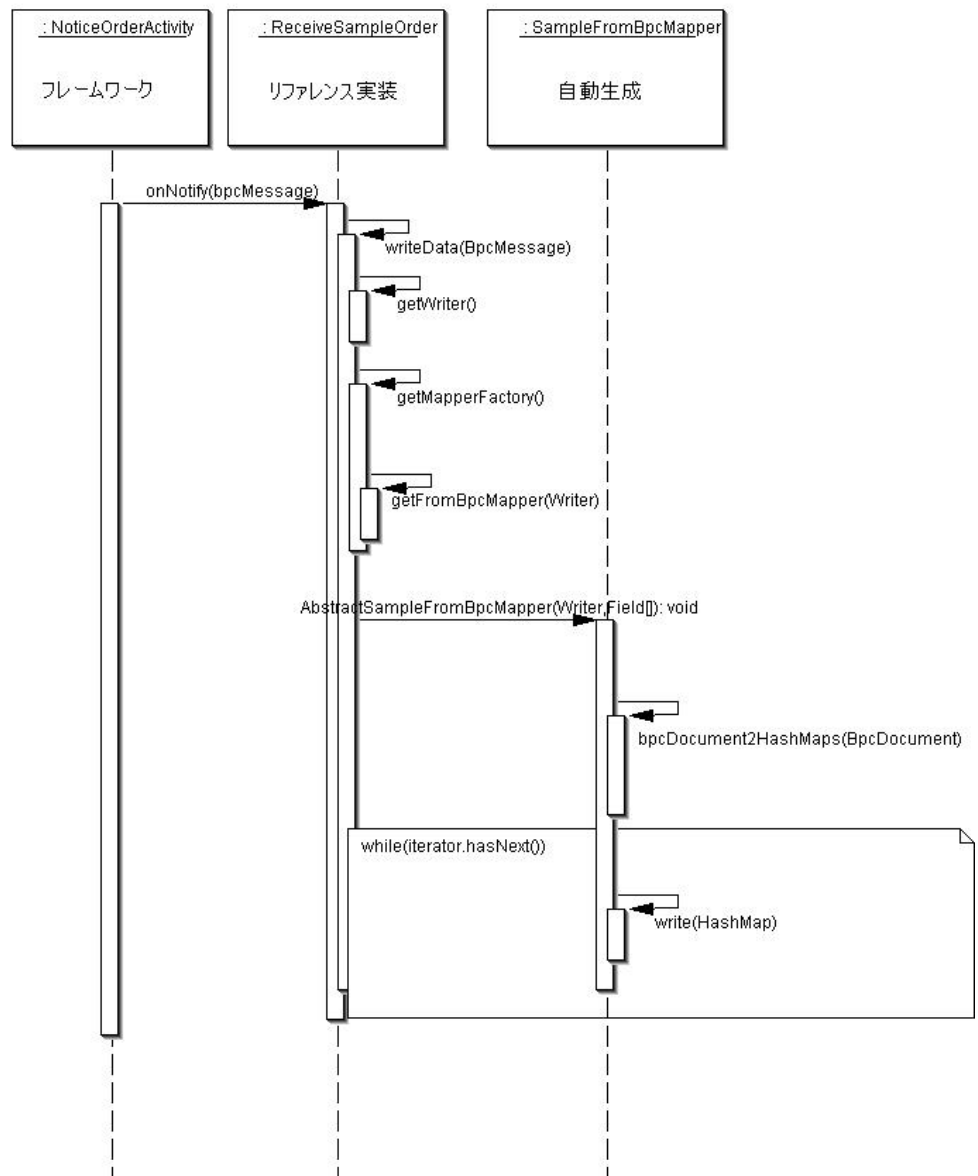 : NoticeOrderActivity
フレームワーク
: ReceiveSampleOrder
リファレンス実装
: SampleFromBpcMapper
自動生成
onNotify(bpcMessage)
writeData(BpcMessage)
getWriter()
getMapperFactory()
getFromBpcMapper(Writer)
AbstractSampleFromBpcMapper(Writer,Field[]): void
bpcDocument2HashMaps(BpcDocument)
while(iterator.hasNext())
write(HashMap)